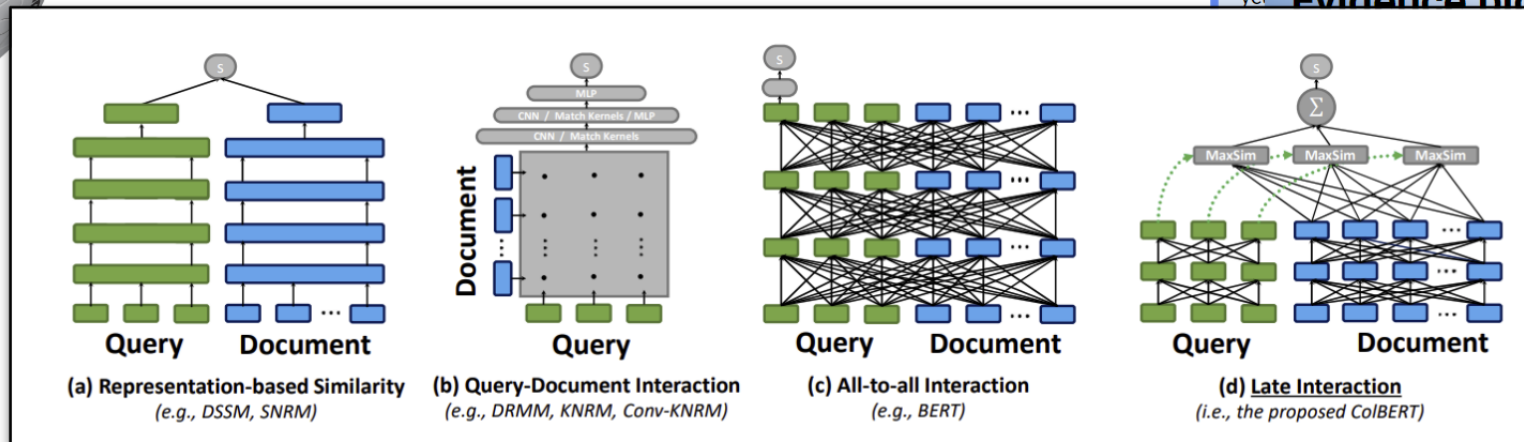 Evidence
S
Query
Document
(a) Representation-based Similarity
(e.g., DSSM, SNRM)
S
MLP
CNN / Match Kernels / MLP
CNN / Match Kernels
Document
Query
(b) Query-Document Interaction
(e.g., DRMM, KNRM, Conv-KNRM)
S
Query
Document
(c) All-to-all Interaction
(e.g., BERT)
S
Σ
MaxSim MaxSim MaxSim
Query
Document
(d) Late Interaction
(i.e., the proposed ColBERT)